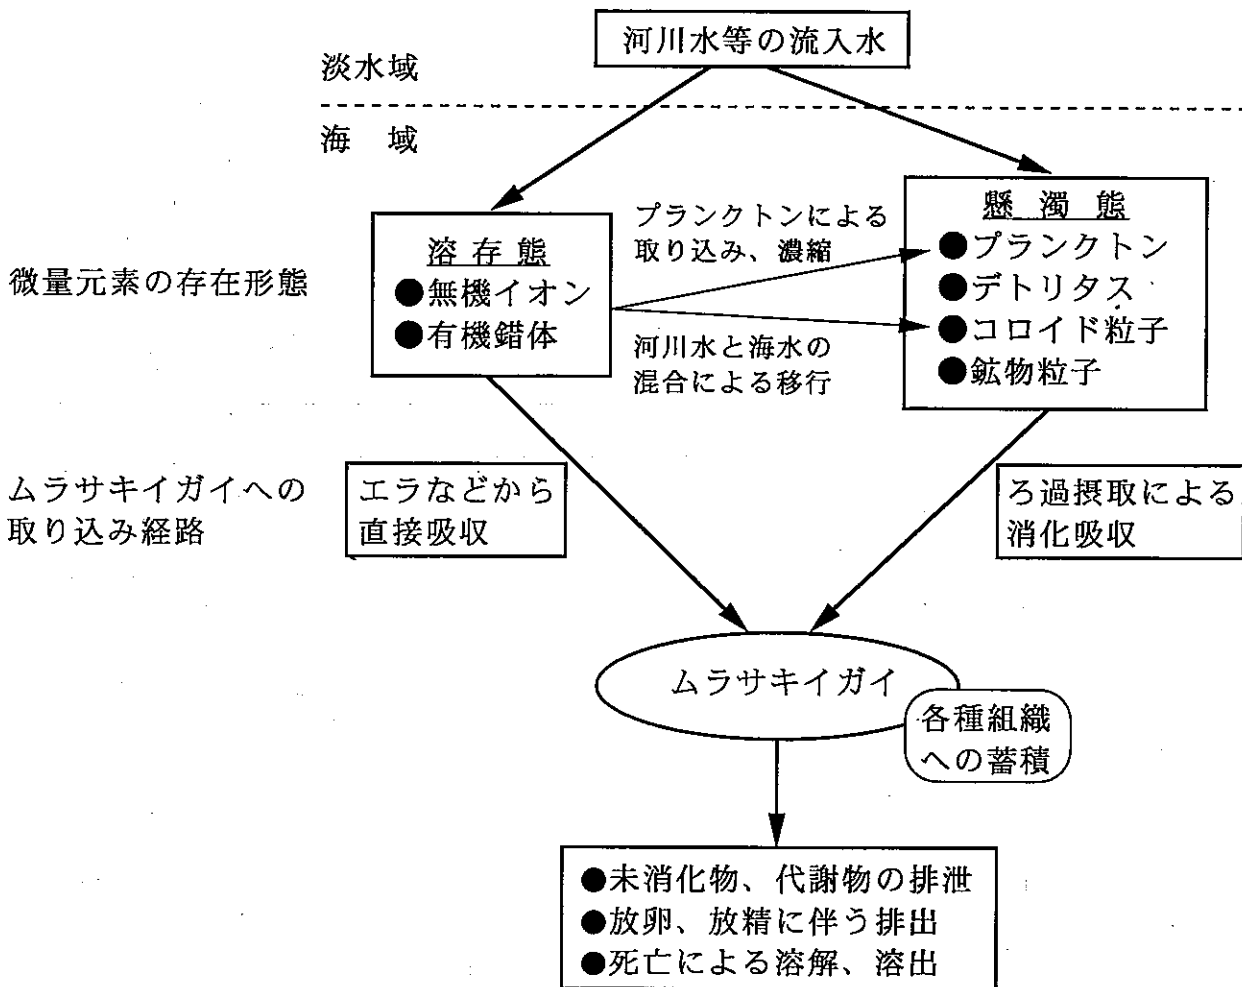 河川水等の流入水
淡水域
海 域
微量元素の存在形態
溶 存 態
●無機イオン
●有機錯体
プランクトンによる
取り込み、濃縮
河川水と海水の
混合による移行
懸 濁 態
●プランクトン
●デトリタス
●コロイド粒子
●鉱物粒子
ムラサキイガイへの
取り込み経路
エラなどから
直接吸収
ろ過摂取による
消化吸収
ムラサキイガイ
各種組織
への蓄積
●未消化物、代謝物の排泄
●放卵、放精に伴う排出
●死亡による溶解、溶出